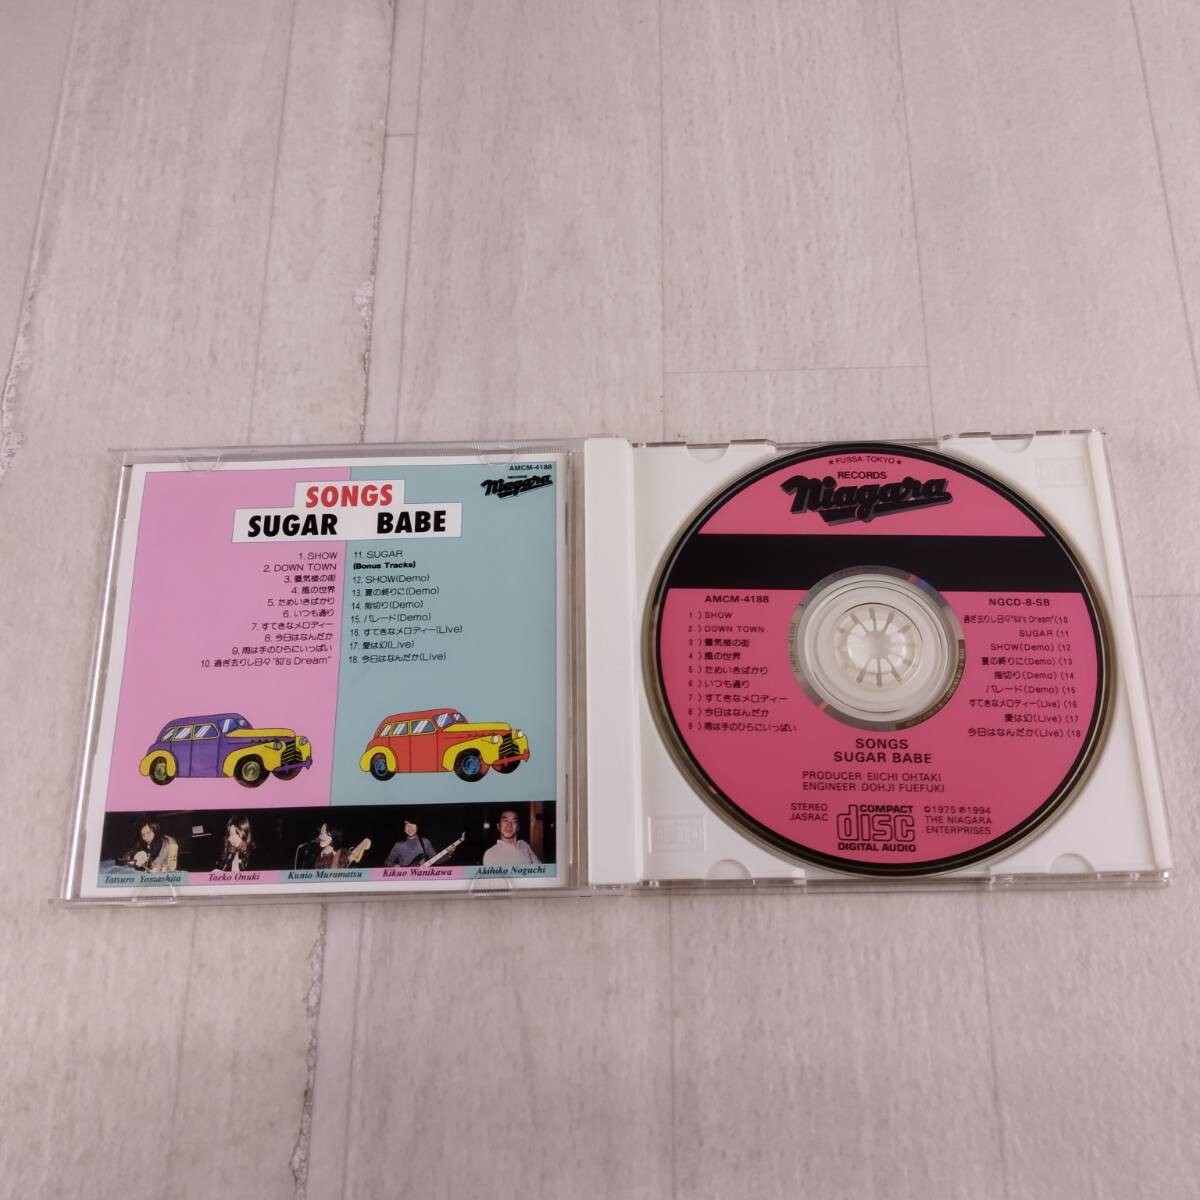 AMCM-4188
RECORDS
Niagara
SONGS
SUGAR BABE
1. SHOW
2. DOWN TOWN
3.蜃気楼の街
4. 風の世界
5. ためいきばかり
6. いつも通り
7. すてきなメロディー
8. 今日はなんだか
9. 雨は手のひらにいっぱい
10. 過ぎ去りし日々"60's Dream"
11. SUGAR
(Bonus Tracks)
12. SHOW(Demo)
13. 夏の終りに(Demo)
14. 指切り(Demo)
15. パレード(Demo)
16. すてきなメロディー(Live)
17. 愛は幻(Live)
18. 今日はなんだか(Live)
Tatsuro Yamashita
Taeko Onuki
Kunio Muramatsu
Kikuo Wanikawa
Akihiko Noguchi
★FUSSA-TOKYO★
RECORDS
Niagara
AMCM-4188
1) SHOW
2) DOWN TOWN
3)蜃気楼の街
4) 風の世界
5) ためいきばかり
6) いつも通り
7) すてきなメロディー
8) 今日はなんだか
9) 雨は手のひらにいっぱい
NGCD-8-SB
過ぎ去りし日々"60's Dream"(10
SUGAR (11
SHOW(Demo) (12
夏の終りに(Demo) (13
指切り(Demo) (14
パレード(Demo) (15
すてきなメロディー(Live) (16
愛は幻(Live) (17
今日はなんだか(Live) (18
SONGS
SUGAR BABE
PRODUCER EIICHI OHTAKI
ENGINEER DOHJI FUEFUKI
STEREO
JASRAC
COMPACT
disc
DIGITAL AUDIO
©1975 ℗1994
THE NIAGARA
ENTERPRISES